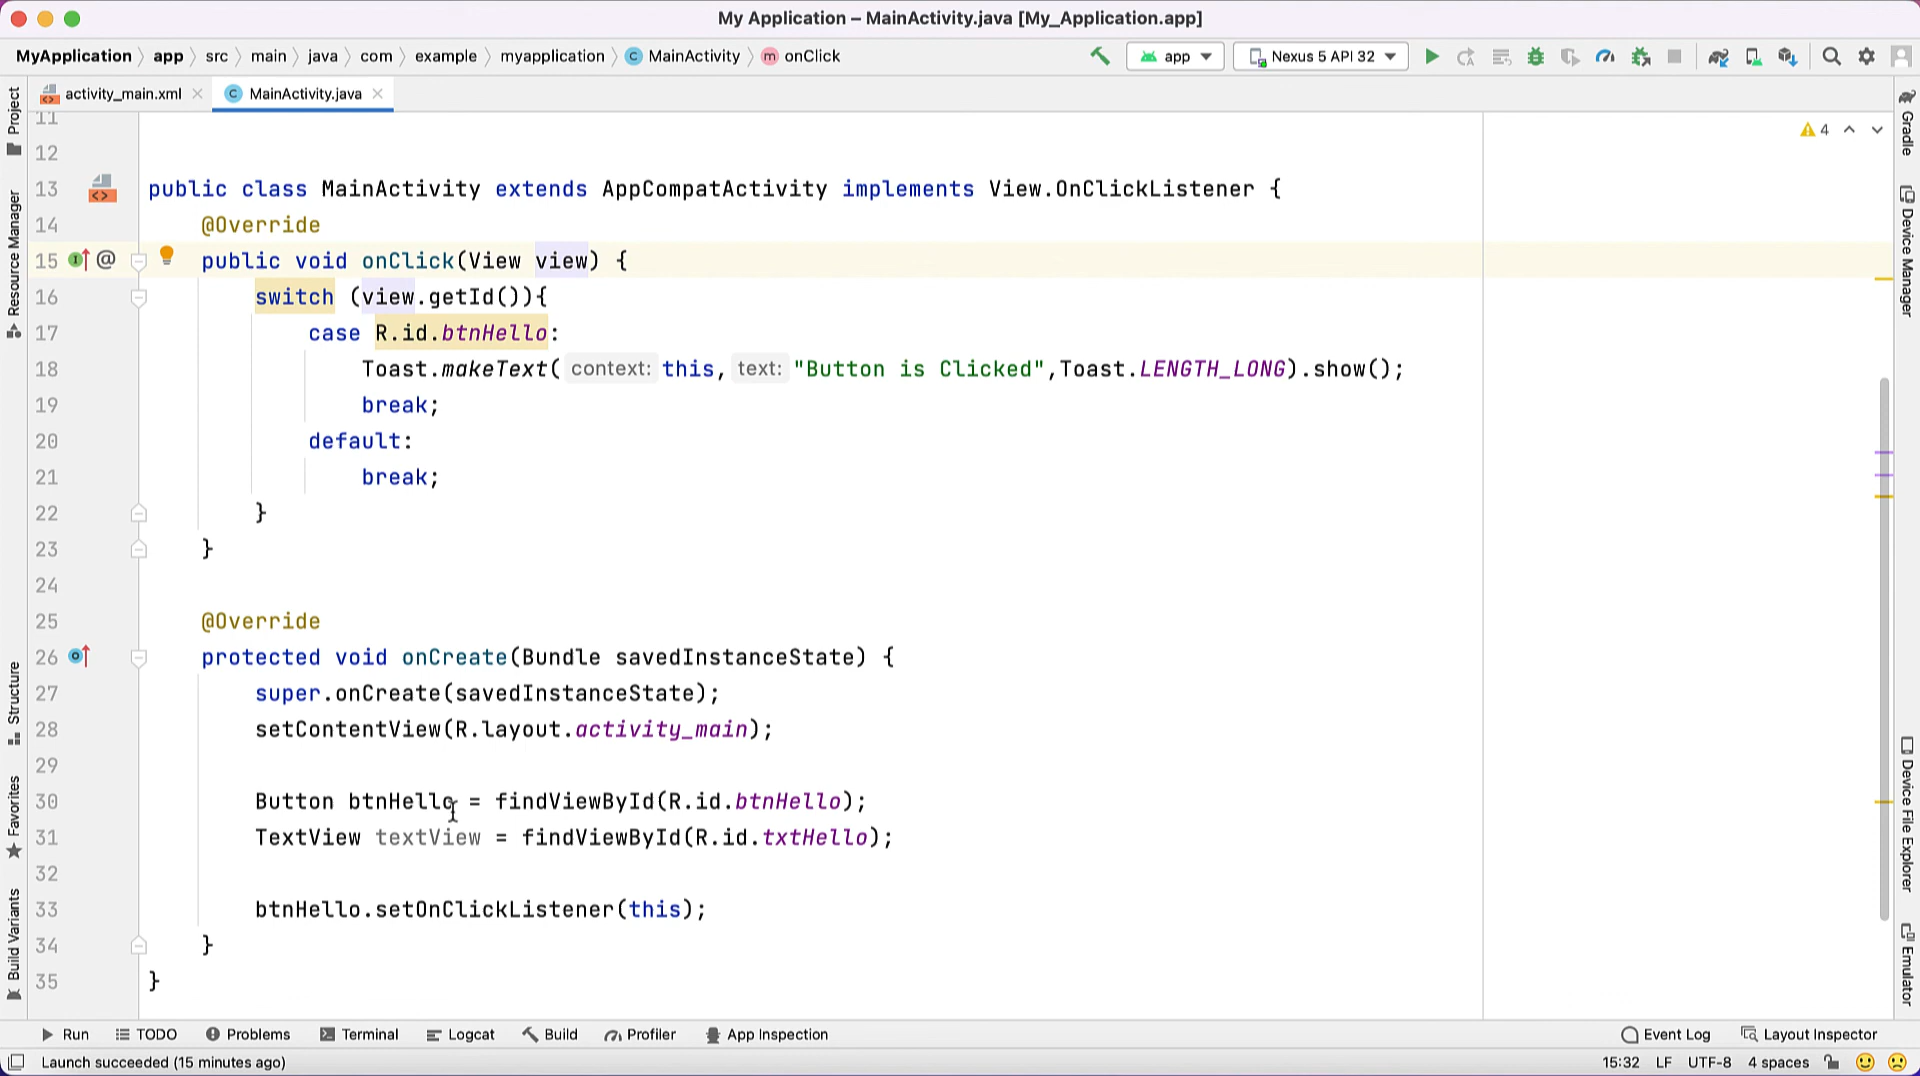 My Application – MainActivity.java [My_Application.app]
MyApplication app src main java com example myapplication C MainActivity m onClick app Nexus 5 API 32
activity_main.xml C MainActivity.java
Project
Resource Manager
Structure
Favorites
Build Variants
4
11
12
13 public class MainActivity extends AppCompatActivity implements View.OnClickListener {
14 @Override
15 public void onClick(View view) {
16 switch (view.getId()){
17 case R.id.btnHello:
18 Toast.makeText( context: this, text: "Button is Clicked",Toast.LENGTH_LONG).show();
19 break;
20 default:
21 break;
22 }
23 }
24
25 @Override
26 protected void onCreate(Bundle savedInstanceState) {
27 super.onCreate(savedInstanceState);
28 setContentView(R.layout.activity_main);
29
30 Button btnHello = findViewById(R.id.btnHello);
31 TextView textView = findViewById(R.id.txtHello);
32
33 btnHello.setOnClickListener(this);
34 }
35 }
Gradle
Device Manager
Device File Explorer
Emulator
Run TODO Problems Terminal Logcat Build Profiler App Inspection Event Log Layout Inspector
Launch succeeded (15 minutes ago) 15:32 LF UTF-8 4 spaces